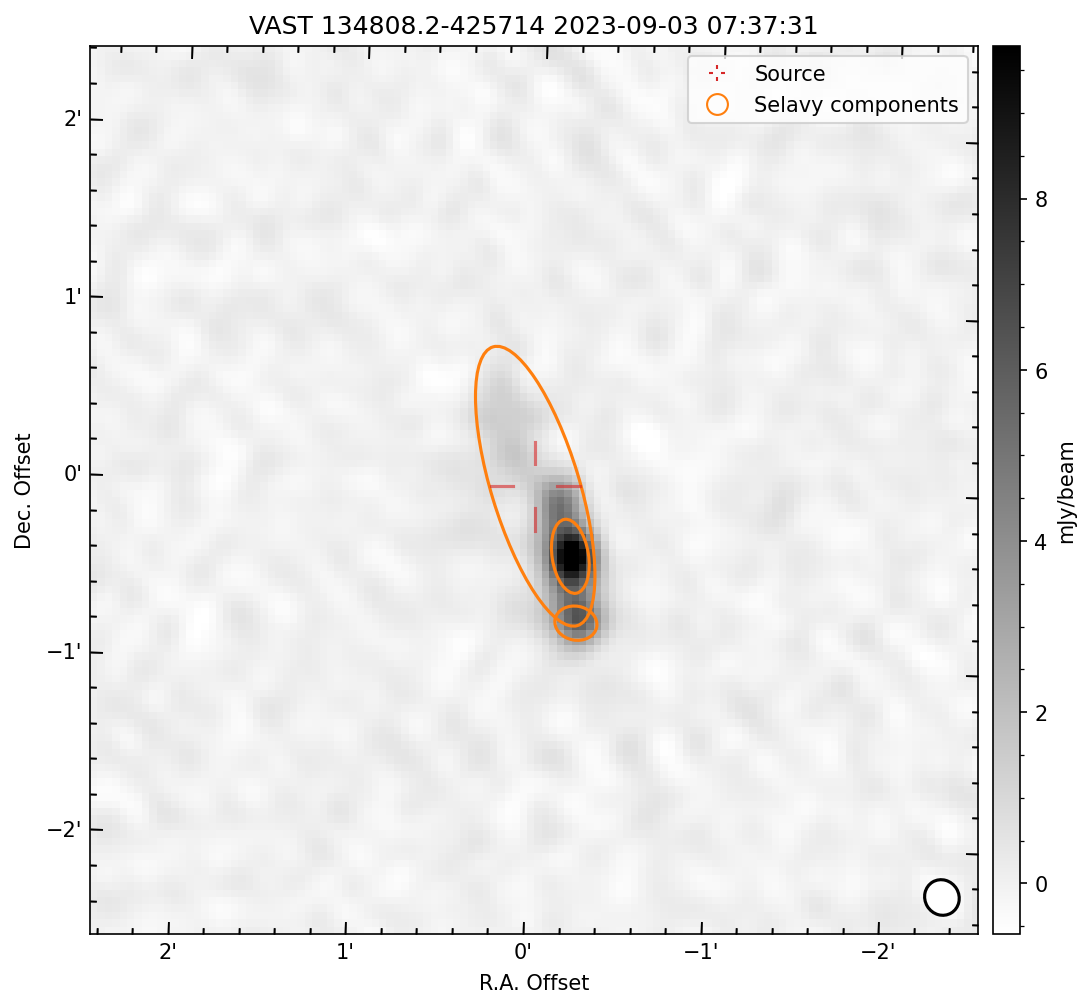 VAST 134808.2-425714 2023-09-03 07:37:31
Source
Selavy components
2'
1'
0'
−1'
−2'
Dec. Offset
2'
1'
0'
−1'
−2'
R.A. Offset
8
6
4
2
0
mJy/beam